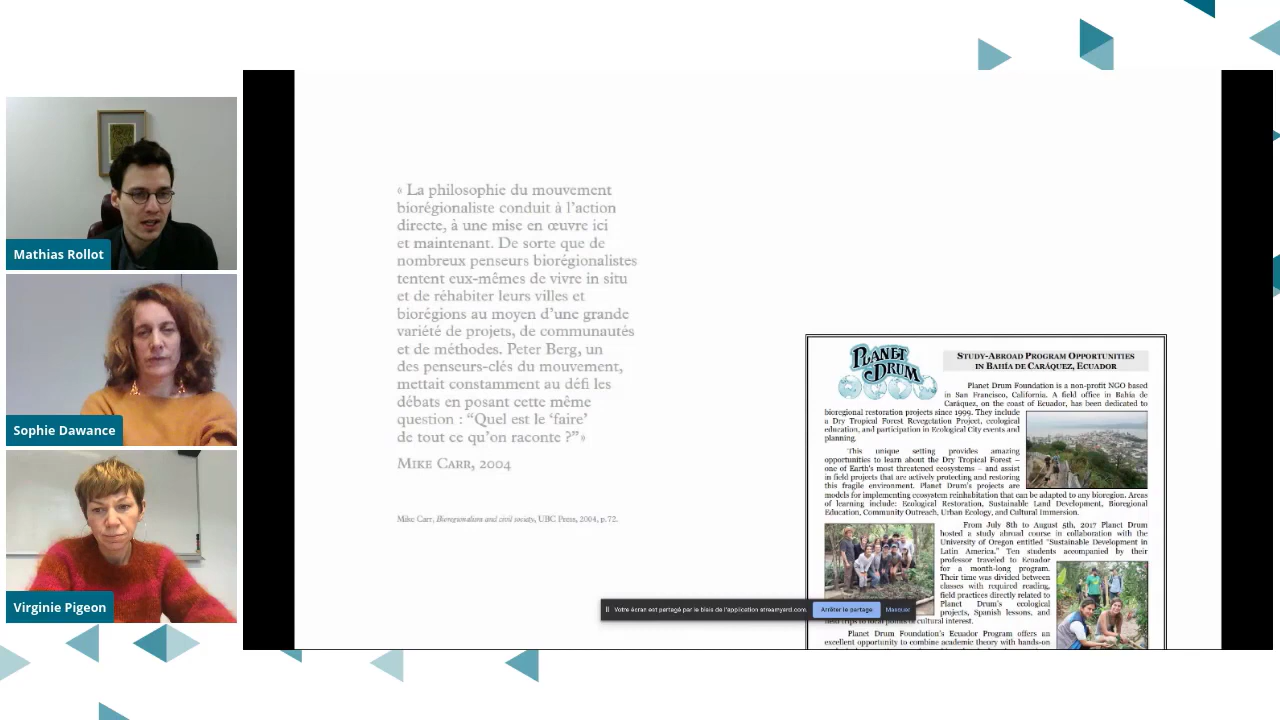 Mathias Rollot
Sophie Dawance
Virginie Pigeon
« La philosophie du mouvement
biorégionaliste conduit à l'action
directe, à une mise en œuvre ici
et maintenant. De sorte que de
nombreux penseurs biorégionalistes
tentent eux-mêmes de vivre in situ
et de réhabiter leurs villes et
biorégions au moyen d'une grande
variété de projets, de communautés
et de méthodes. Peter Berg, un
des penseurs-clés du mouvement,
mettait constamment au défi les
débats en posant cette même
question : "Quel est le 'faire'
de tout ce qu'on raconte ?"»
Mike Carr, 2004
Mike Carr, Bioregionalism and civil society, UBC Press, 2004, p.72.
PLANET
DRUM
Study-Abroad Program Opportunities
in Bahía de Caráquez, Ecuador
Planet Drum Foundation is a non-profit NGO based
in San Francisco, California. A field office in Bahia de
Caráquez, on the coast of Ecuador, has been dedicated to
bioregional restoration projects since 1999. They include
a Dry Tropical Forest Revegetation Project, ecological
education, and participation in Ecological City events and
planning.
This unique setting provides amazing
opportunities to learn about the Dry Tropical Forest –
one of Earth's most threatened ecosystems – and assist
in field projects that are actively protecting and restoring
this fragile environment. Planet Drum's projects are
models for implementing ecosystem reinhabitation that can be adapted to any bioregion. Areas
of learning include: Ecological Restoration, Sustainable Land Development, Bioregional
Education, Community Outreach, Urban Ecology, and Cultural Immersion.
From July 8th to August 5th, 2017 Planet Drum
hosted a study abroad course in collaboration with the
University of Oregon entitled "Sustainable Development in
Latin America." Ten students accompanied by their
professor traveled to Ecuador
for a month-long program.
Their time was divided between
classes with required reading,
field practices directly related to
Planet Drum's ecological
projects, Spanish lessons, and
field trips to local points of cultural interest.
Planet Drum Foundation's Ecuador Program offers an
excellent opportunity to combine academic theory with hands-on
Votre écran est partagé par le biais de l'application streamyard.com.
Arrêter le partage
Masquer